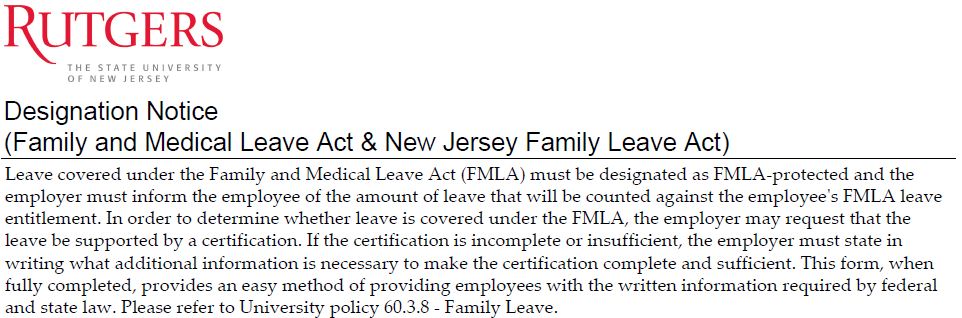 RUTGERS
THE STATE UNIVERSITY
OF NEW JERSEY
Designation Notice
(Family and Medical Leave Act & New Jersey Family Leave Act)
Leave covered under the Family and Medical Leave Act (FMLA) must be designated as FMLA-protected and the
employer must inform the employee of the amount of leave that will be counted against the employee's FMLA leave
entitlement. In order to determine whether leave is covered under the FMLA, the employer may request that the
leave be supported by a certification. If the certification is incomplete or insufficient, the employer must state in
writing what additional information is necessary to make the certification complete and sufficient. This form, when
fully completed, provides an easy method of providing employees with the written information required by federal
and state law. Please refer to University policy 60.3.8 - Family Leave.